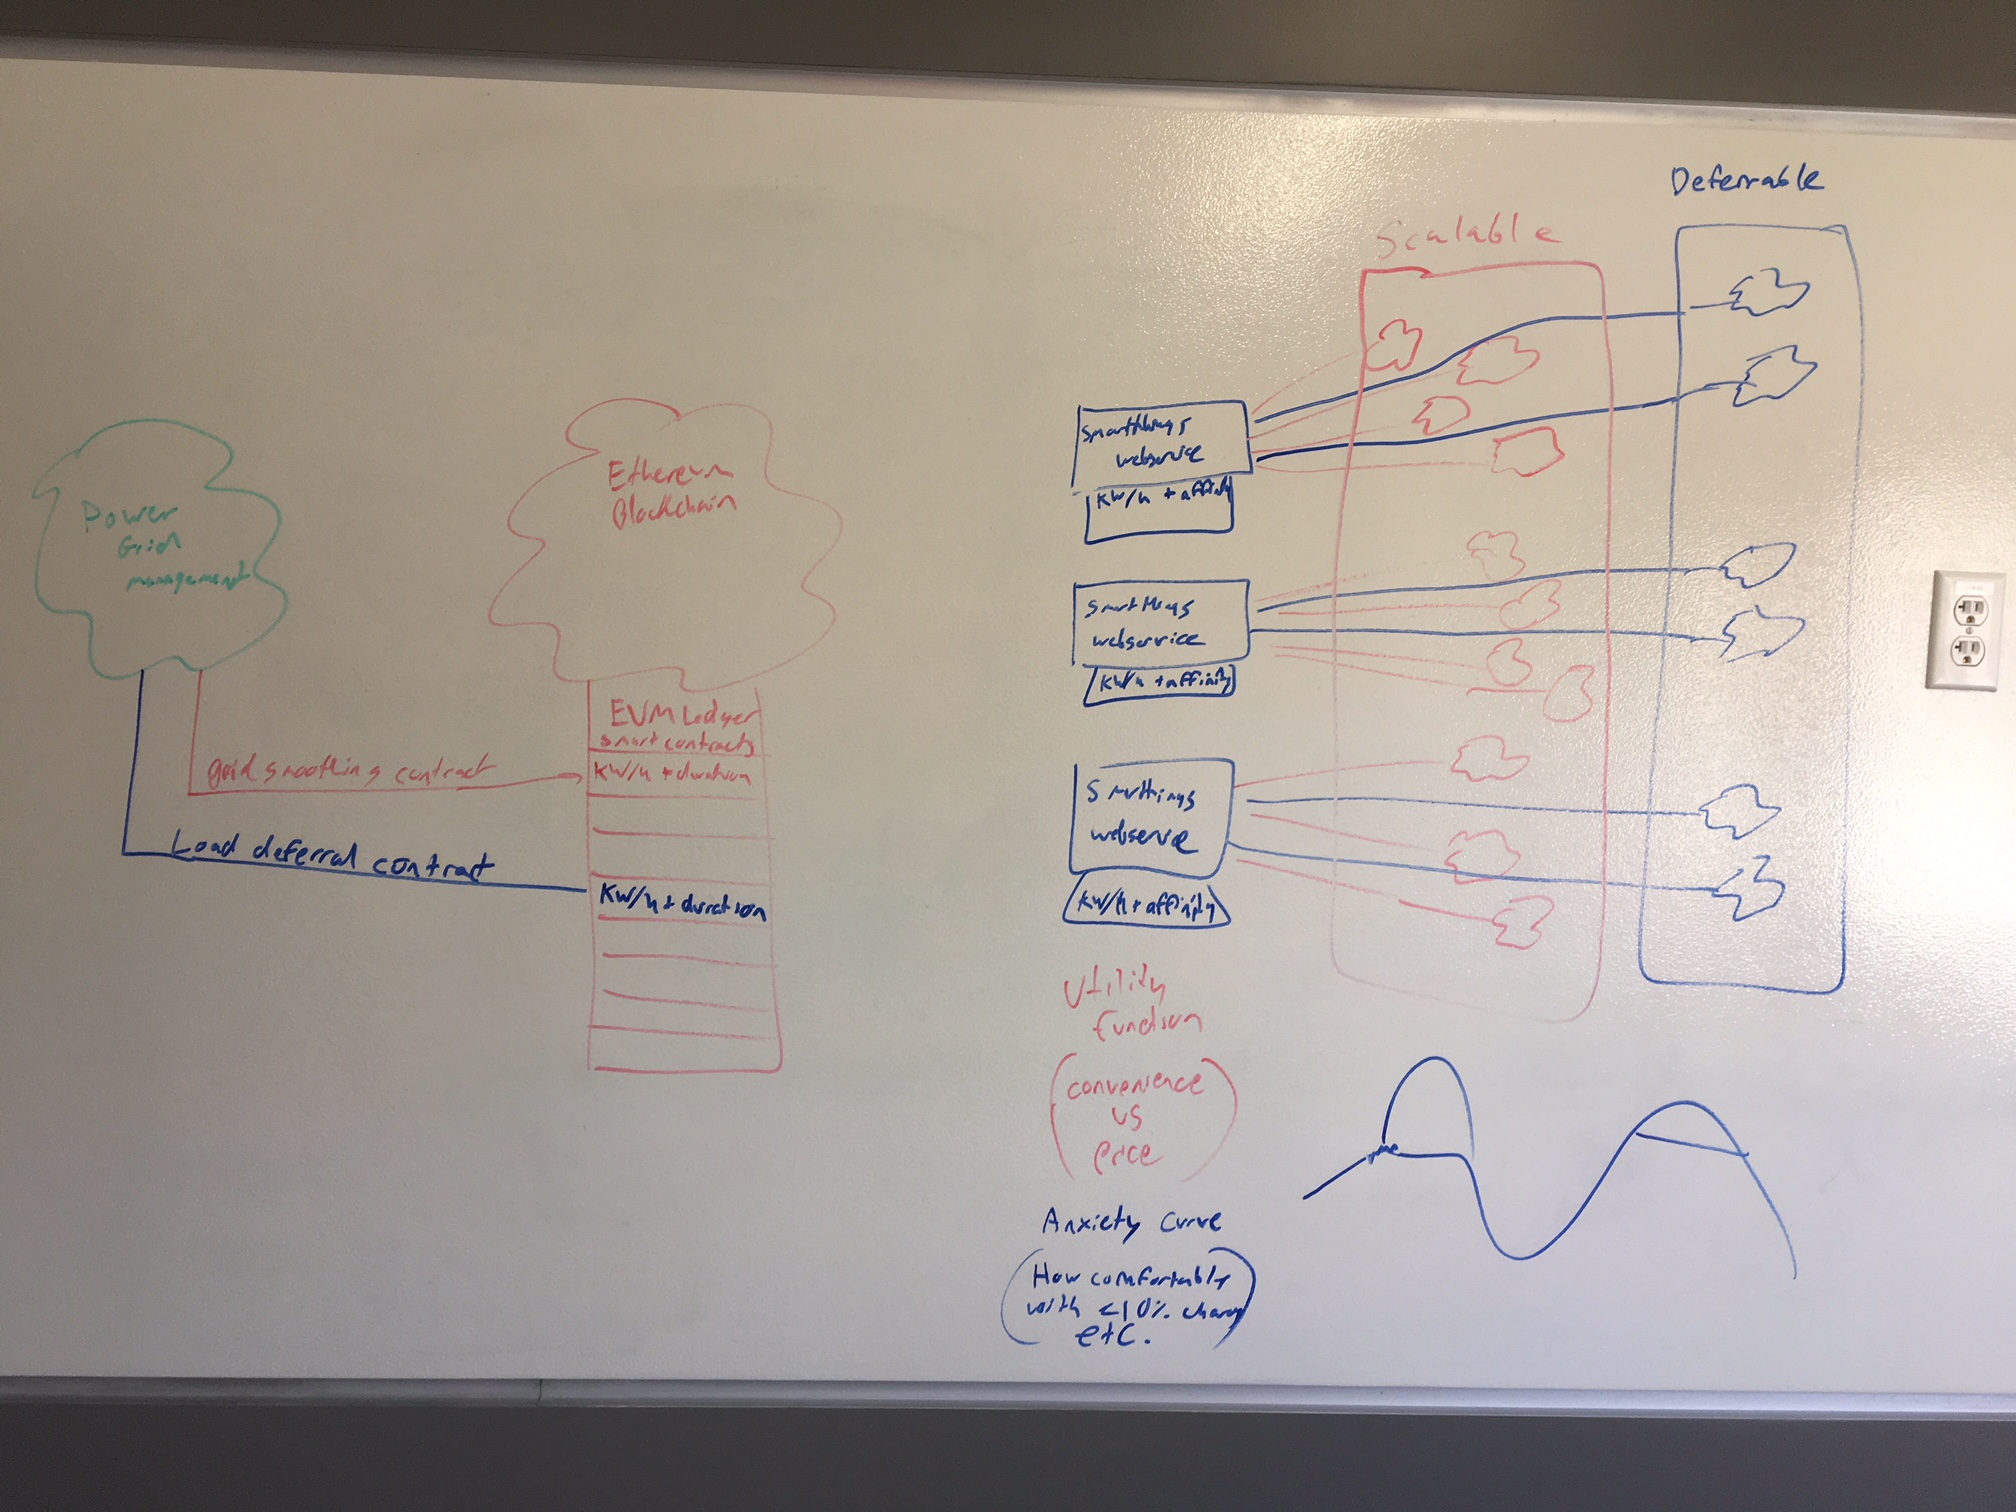 Deferrable
Scalable
Power
Grid
management
Ethereum
Blockchain
EVM Ledger
smart contracts
KW/h + duration
grid smoothing contract
Load deferral contract
KW/h + duration
Smartthings
webservice
KW/h + affinity
Smartthings
webservice
KW/h + affinity
Smarthings
webservice
KW/h + affinity
Utility
function
(convenience
vs
price)
Anxiety curve
(How comfortably
with <10% charg
etc.)